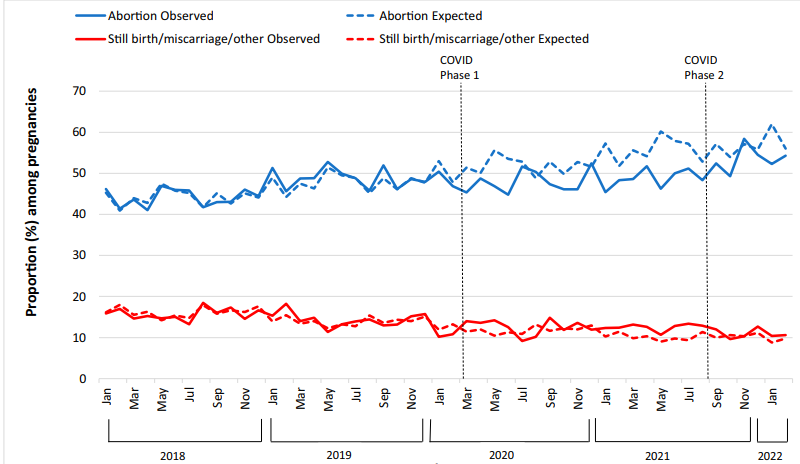 Abortion Observed
Abortion Expected
Still birth/miscarriage/other Observed
Still birth/miscarriage/other Expected
COVID
Phase 1
COVID
Phase 2
Proportion (%) among pregnancies
70
60
50
40
30
20
10
0
Jan Mar May Jul Sep Nov Jan Mar May Jul Sep Nov Jan Mar May Jul Sep Nov Jan Mar May Jul Sep Nov Jan
2018 2019 2020 2021 2022